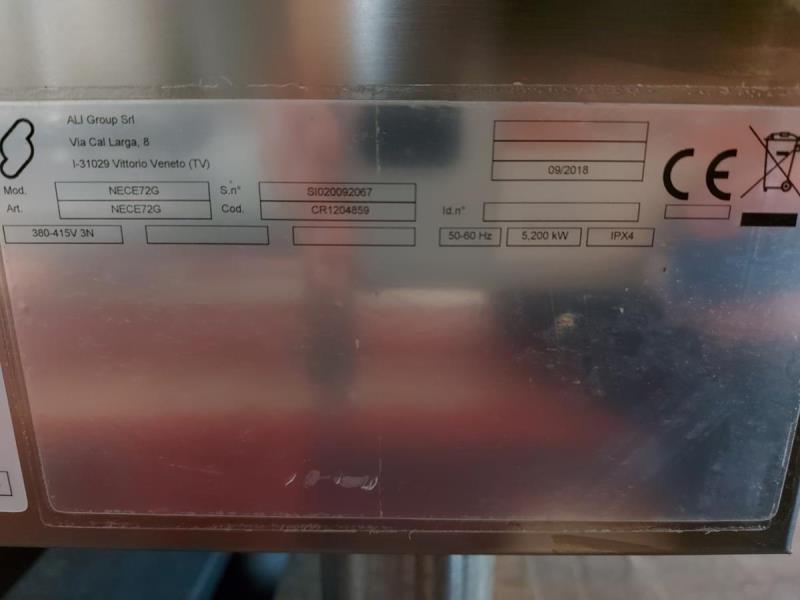 ALI Group Srl
Via Cal Larga, 8
I-31029 Vittorio Veneto (TV)
09/2018
CE
Mod. NECE72G S.n° SI020092067
Art. NECE72G Cod. CR1204859 Id.n°
380-415V 3N 50-60 Hz 5,200 kW IPX4